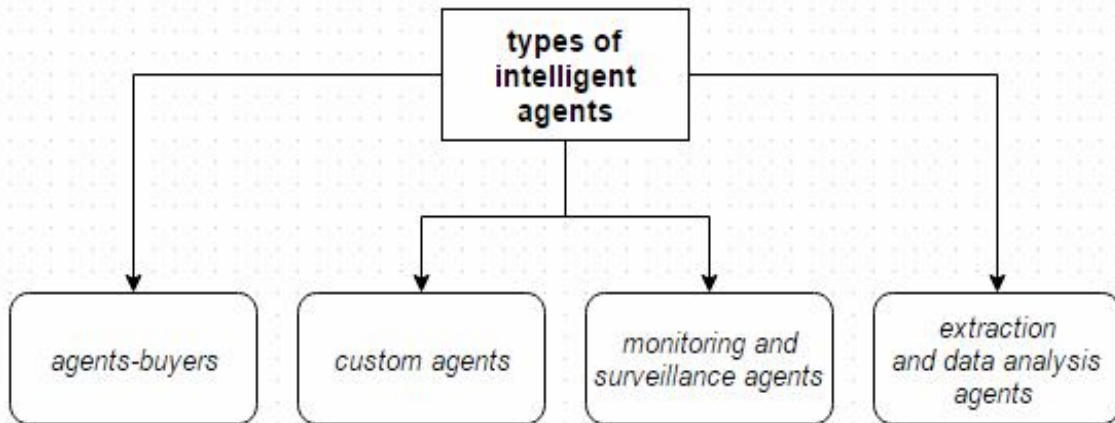 types of
intelligent
agents
agents-buyers
custom agents
monitoring and
surveillance agents
extraction
and data analysis
agents